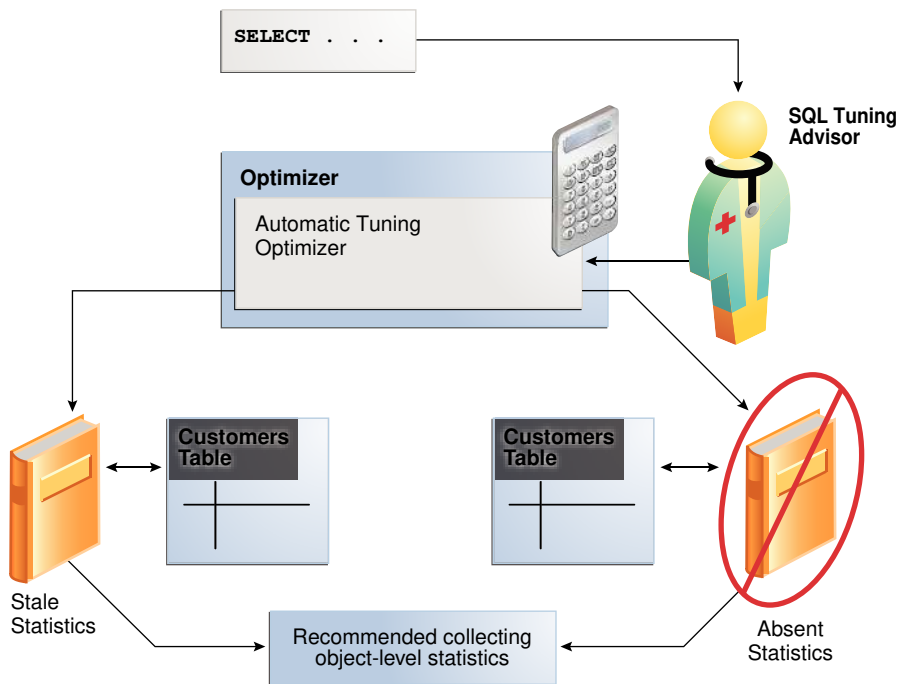 SELECT . . .
SQL Tuning
Advisor
Optimizer
Automatic Tuning
Optimizer
Customers
Table
Customers
Table
Stale
Statistics
Recommended collecting
object-level statistics
Absent
Statistics